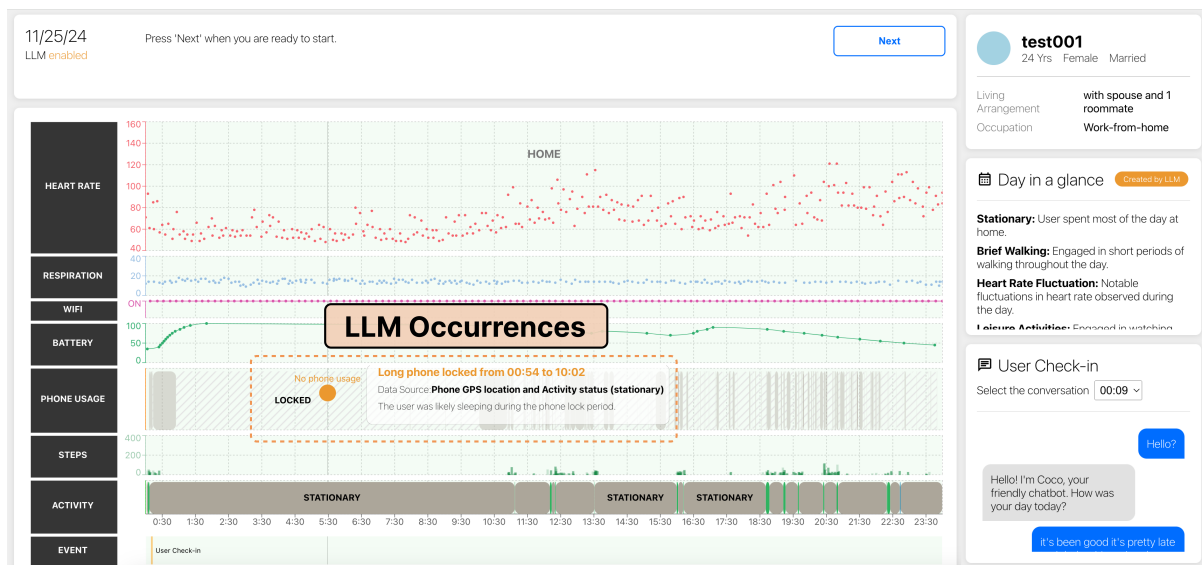 11/25/24
LLM enabled
Press 'Next' when you are ready to start.
Next
test001
24 Yrs Female Married
Living Arrangement
with spouse and 1 roommate
Occupation
Work-from-home
Day in a glance
Created by LLM
Stationary: User spent most of the day at
home.
Brief Walking: Engaged in short periods of
walking throughout the day.
Heart Rate Fluctuation: Notable
fluctuations in heart rate observed during
the day.
Leisure Activities: Engaged in watching
User Check-in
Select the conversation 00:09
Hello?
Hello! I'm Coco, your
friendly chatbot. How was
your day today?
it's been good it's pretty late
HEART RATE
160
140
120
100
80
60
40
HOME
RESPIRATION
40
20
0
WIFI
ON
BATTERY
100
50
0
LLM Occurrences
PHONE USAGE
No phone usage
LOCKED
Long phone locked from 00:54 to 10:02
Data Source: Phone GPS location and Activity status (stationary)
The user was likely sleeping during the phone lock period.
STEPS
400
200
0
ACTIVITY
STATIONARY
STATIONARY
STATIONARY
0:30 1:30 2:30 3:30 4:30 5:30 6:30 7:30 8:30 9:30 10:30 11:30 12:30 13:30 14:30 15:30 16:30 17:30 18:30 19:30 20:30 21:30 22:30 23:30
EVENT
User Check-in